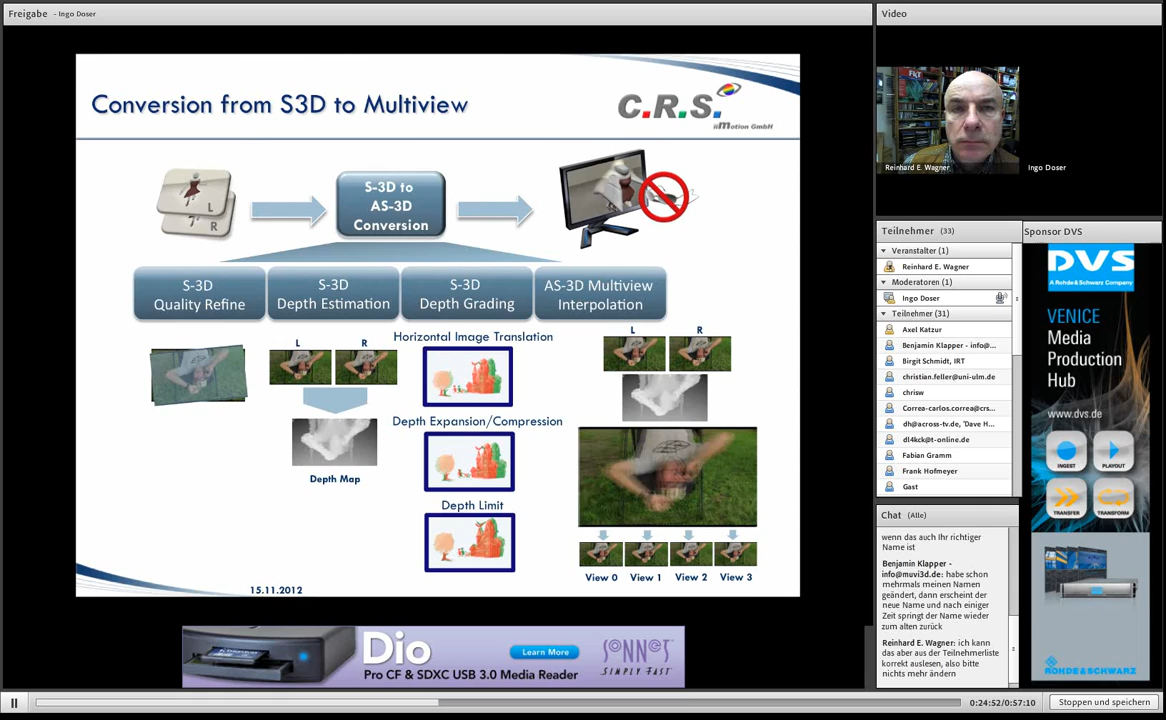 Freigabe - Ingo Doser
Conversion from S3D to Multiview
C.R.S.
iiMotion GmbH
L
R
S-3D to
AS-3D
Conversion
S-3D
Quality Refine
S-3D
Depth Estimation
S-3D
Depth Grading
AS-3D Multiview
Interpolation
L R
Depth Map
Horizontal Image Translation
Depth Expansion/Compression
Depth Limit
L R
View 0 View 1 View 2 View 3
15.11.2012
Dio
Learn More
Pro CF & SDXC USB 3.0 Media Reader
SONNET
SIMPLY FAST
Video
Reinhard E. Wagner
Ingo Doser
Teilnehmer (33)
Veranstalter (1)
Reinhard E. Wagner
Moderatoren (1)
Ingo Doser
Teilnehmer (31)
Axel Katzur
Benjamin Klapper - info@...
Birgit Schmidt, IRT
christian.feller@uni-ulm.de
chrisw
Correa-carlos.correa@crs...
dh@across-tv.de, 'Dave H...
dl4kck@t-online.de
Fabian Gramm
Frank Hofmeyer
Gast
Chat (Alle)
wenn das auch Ihr richtiger
Name ist
Benjamin Klapper -
info@muvi3d.de: habe schon
mehrmals meinen Namen
geändert, dann erscheint der
neue Name und nach einiger
Zeit springt der Name wieder
zum alten zurück
Reinhard E. Wagner: ich kann
das aber aus der Teilnehmerliste
korrekt auslesen, also bitte
nichts mehr ändern
Sponsor DVS
DVS
A Rohde&Schwarz Company
VENICE
Media
Production
Hub
www.dvs.de
INGEST PLAYOUT
TRANSFER TRANSFORM
ROHDE&SCHWARZ
0:24:52/0:57:10
Stoppen und speichern